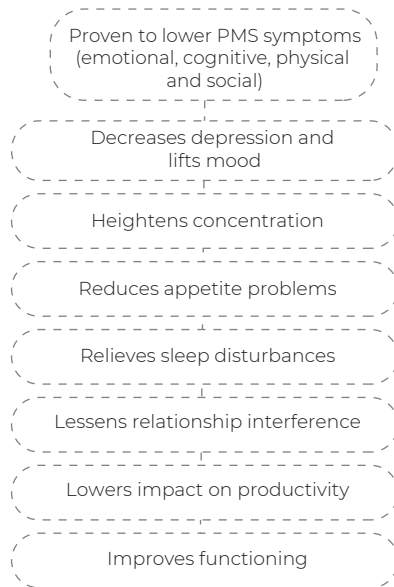 Proven to lower PMS symptoms
(emotional, cognitive, physical
and social)
Decreases depression and
lifts mood
Heightens concentration
Reduces appetite problems
Relieves sleep disturbances
Lessens relationship interference
Lowers impact on productivity
Improves functioning